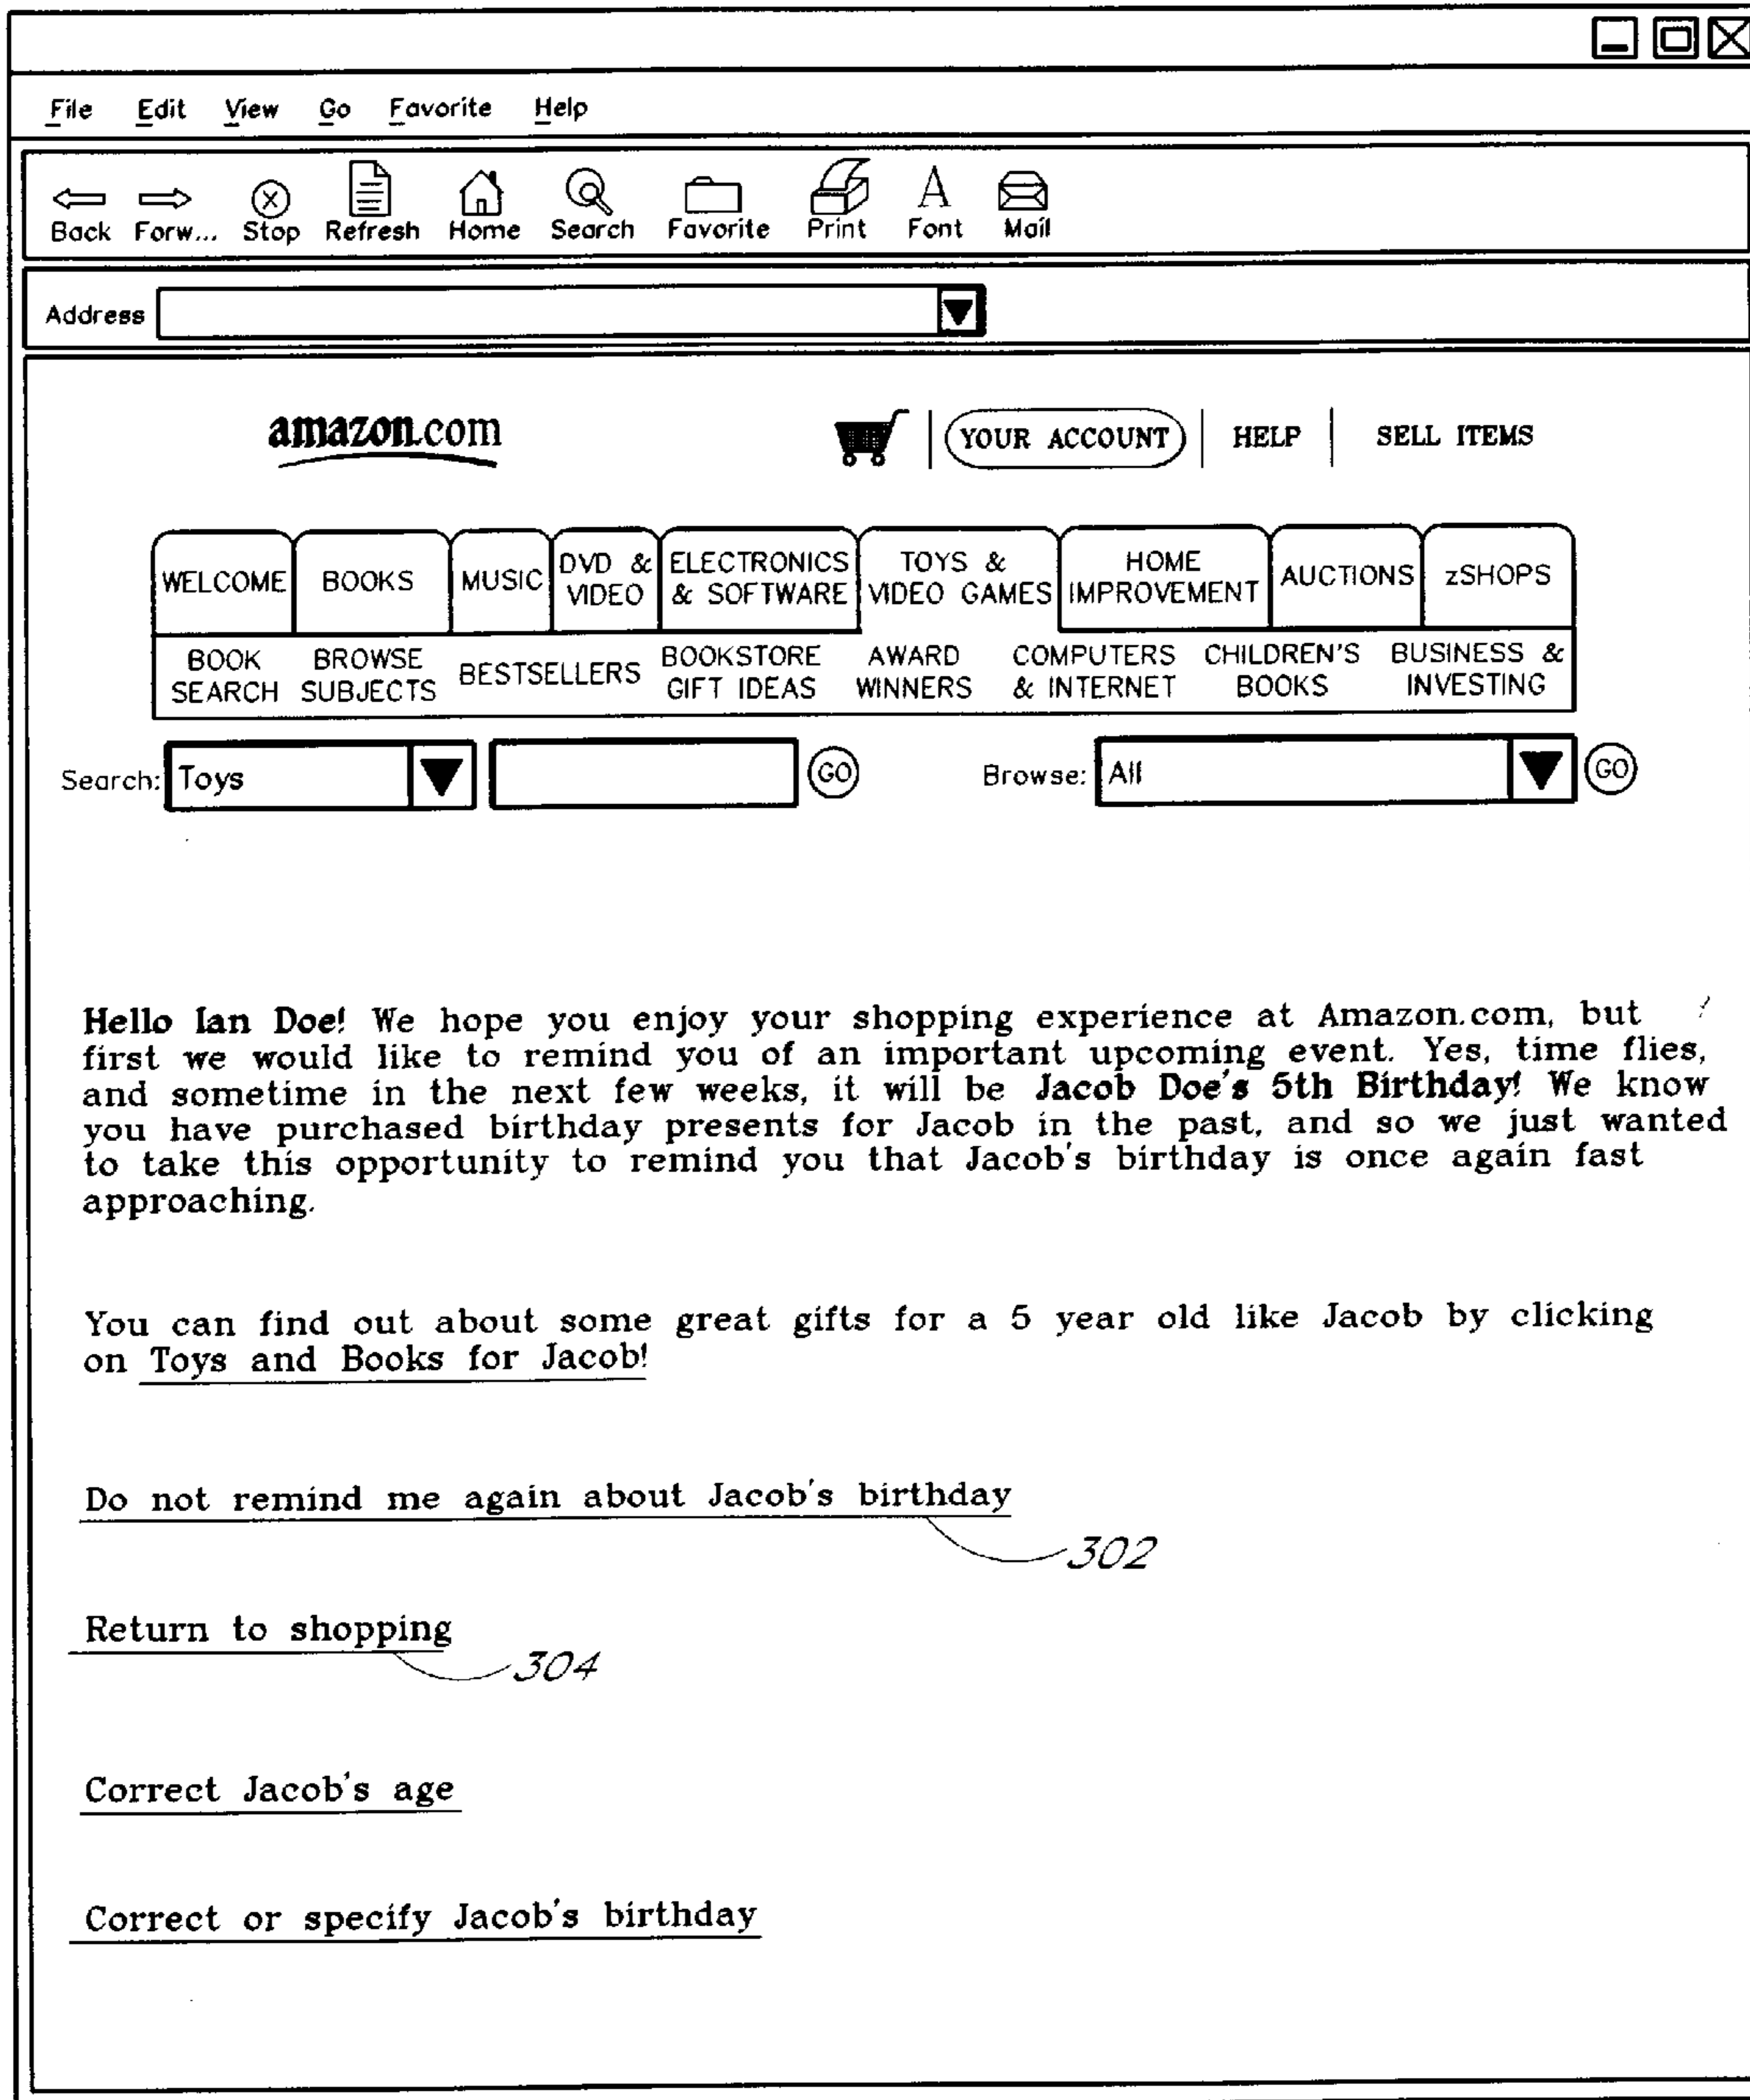 File Edit View Go Favorite Help
Back Forw... Stop Refresh Home Search Favorite Print Font Mail
Address
amazon.com YOUR ACCOUNT HELP SELL ITEMS
WELCOME BOOKS MUSIC DVD & VIDEO ELECTRONICS & SOFTWARE TOYS & VIDEO GAMES HOME IMPROVEMENT AUCTIONS zSHOPS
BOOK SEARCH BROWSE SUBJECTS BESTSELLERS BOOKSTORE GIFT IDEAS AWARD WINNERS COMPUTERS & INTERNET CHILDREN'S BOOKS BUSINESS & INVESTING
Search: Toys GO Browse: All GO
Hello Ian Doe! We hope you enjoy your shopping experience at Amazon.com, but
first we would like to remind you of an important upcoming event. Yes, time flies,
and sometime in the next few weeks, it will be Jacob Doe's 5th Birthday! We know
you have purchased birthday presents for Jacob in the past, and so we just wanted
to take this opportunity to remind you that Jacob's birthday is once again fast
approaching.
You can find out about some great gifts for a 5 year old like Jacob by clicking
on Toys and Books for Jacob!
Do not remind me again about Jacob's birthday
302
Return to shopping
304
Correct Jacob's age
Correct or specify Jacob's birthday